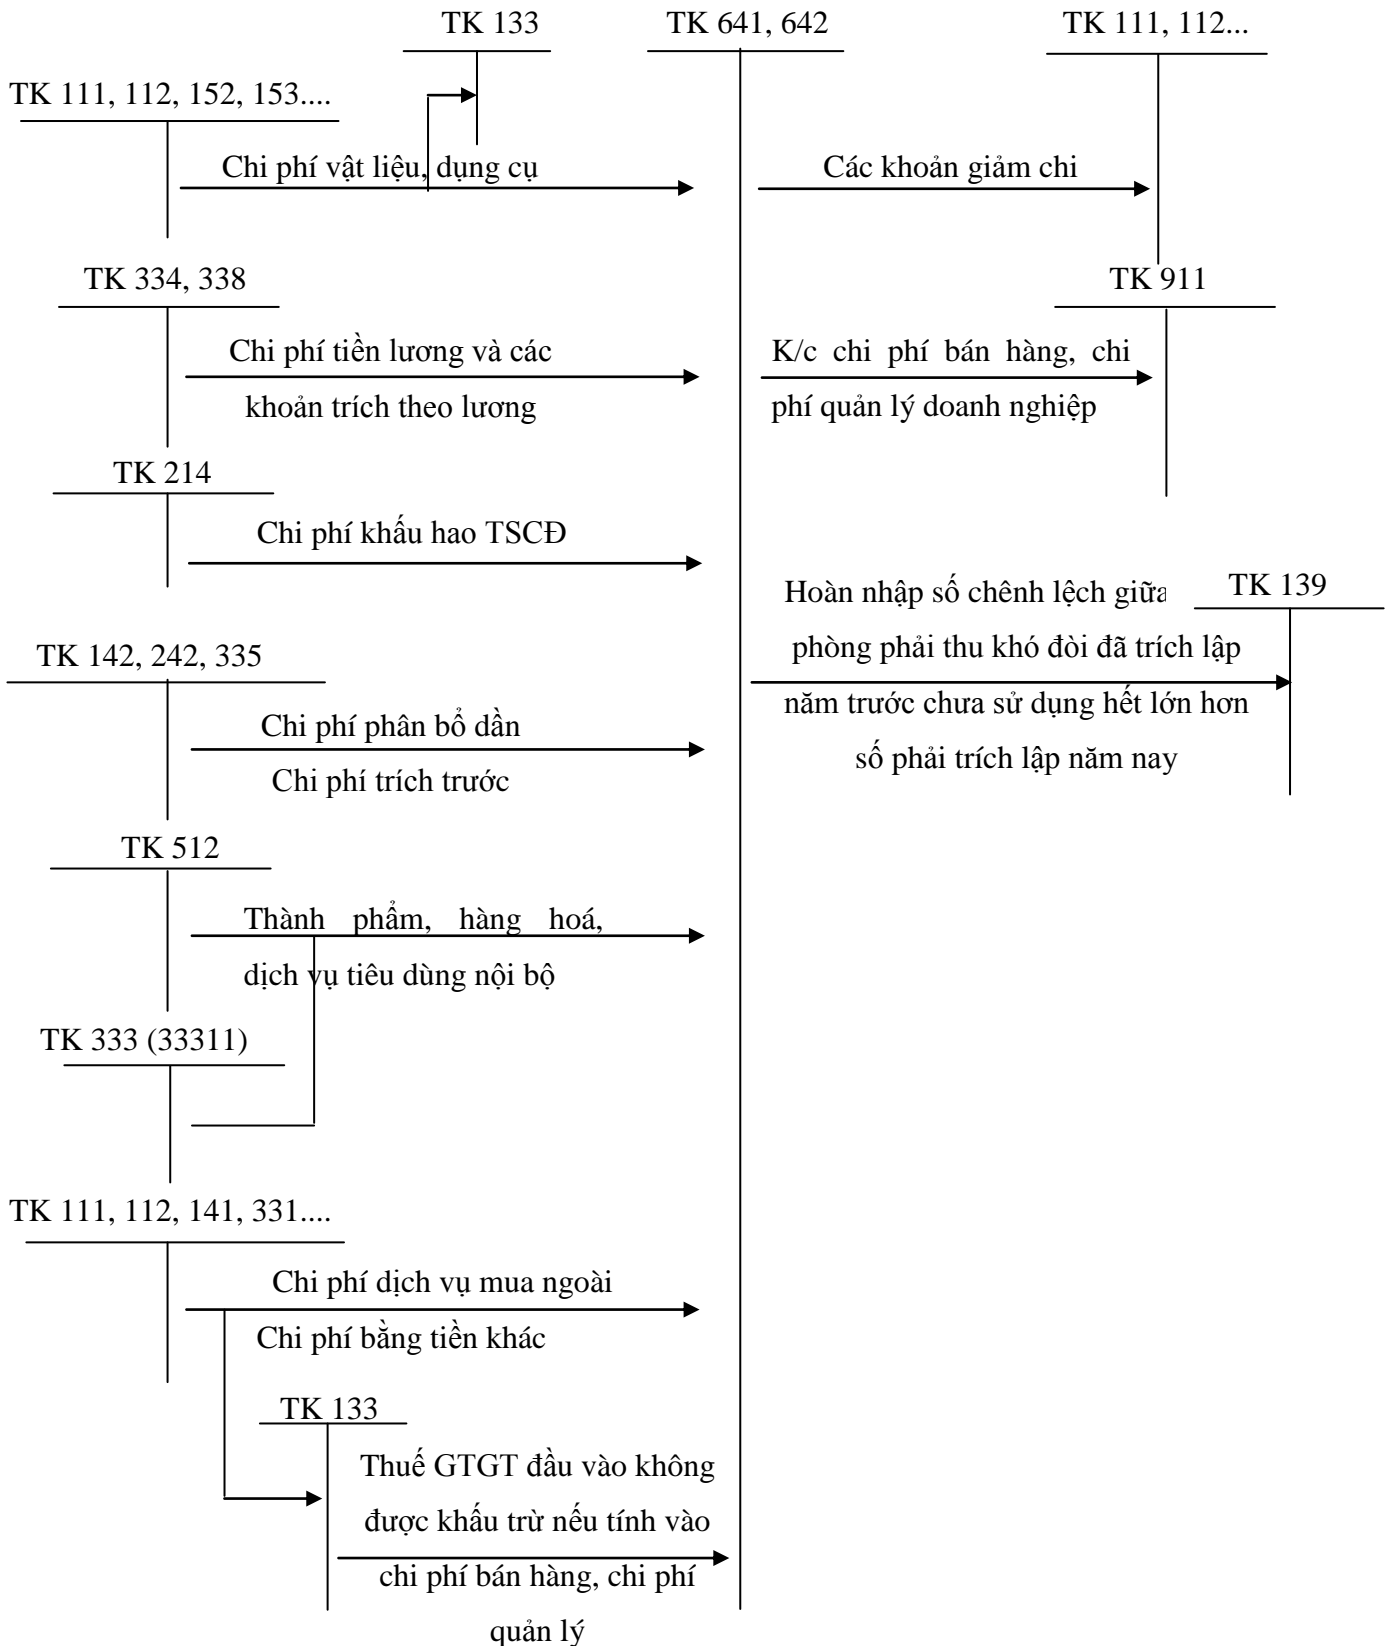 TK 133
TK 641, 642
TK 111, 112...
TK 111, 112, 152, 153....
Chi phí vật liệu, dụng cụ
Các khoản giảm chi
TK 334, 338
TK 911
Chi phí tiền lương và các
khoản trích theo lương
K/c chi phí bán hàng, chi
phí quản lý doanh nghiệp
TK 214
Chi phí khấu hao TSCĐ
Hoàn nhập số chênh lệch giữa
phòng phải thu khó đòi đã trích lập
năm trước chưa sử dụng hết lớn hơn
số phải trích lập năm nay
TK 139
TK 142, 242, 335
Chi phí phân bổ dần
Chi phí trích trước
TK 512
Thành phẩm, hàng hoá,
dịch vụ tiêu dùng nội bộ
TK 333 (33311)
TK 111, 112, 141, 331....
Chi phí dịch vụ mua ngoài
Chi phí bằng tiền khác
TK 133
Thuế GTGT đầu vào không
được khấu trừ nếu tính vào
chi phí bán hàng, chi phí
quản lý